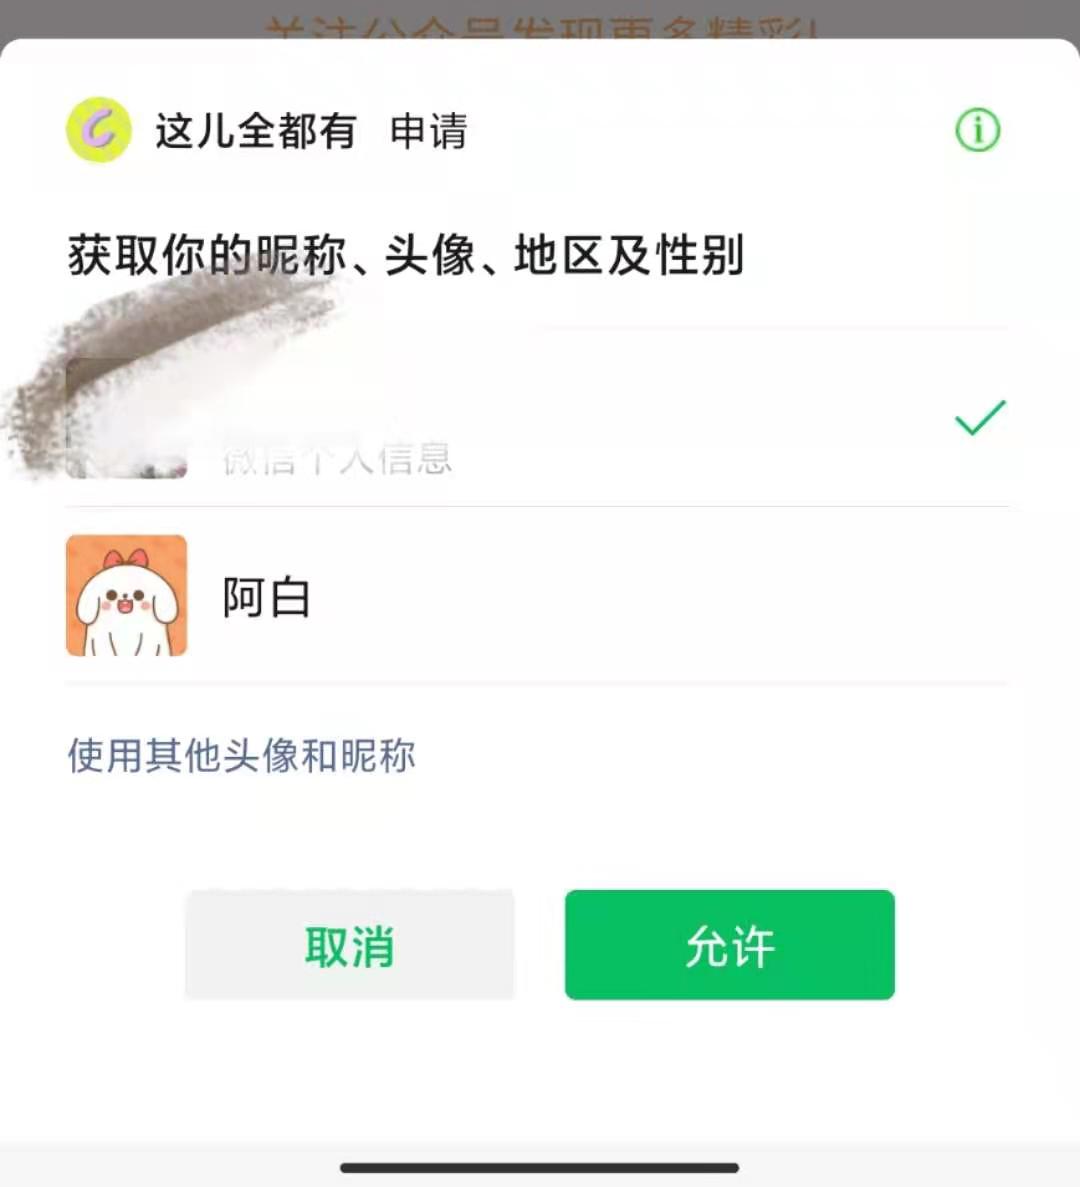 关注公众号发现更多精彩!
这儿全都有 申请
获取你的昵称、头像、地区及性别
微信个人信息
阿白
使用其他头像和昵称
取消 允许